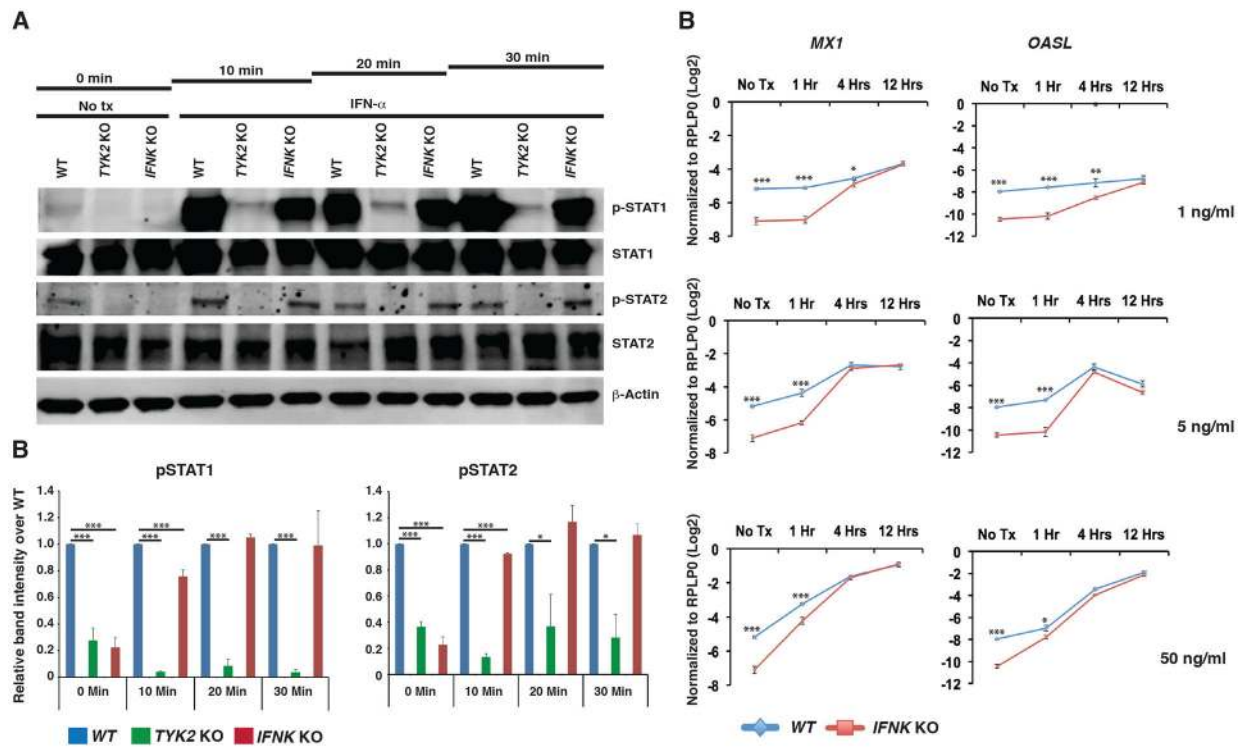 A
0 min
10 min
20 min
30 min
No tx
IFN-α
WT
TYK2 KO
IFNK KO
WT
TYK2 KO
IFNK KO
WT
TYK2 KO
IFNK KO
WT
TYK2 KO
IFNK KO
p-STAT1
STAT1
p-STAT2
STAT2
β-Actin
B
pSTAT1
Relative band intensity over WT
1.4
1.2
1.0
0.8
0.6
0.4
0.2
0
***
***
***
***
***
***
0 Min
10 Min
20 Min
30 Min
pSTAT2
1.4
1.2
1.0
0.8
0.6
0.4
0.2
0
***
***
***
***
*
*
0 Min
10 Min
20 Min
30 Min
WT
TYK2 KO
IFNK KO
B
MX1
OASL
Normalized to RPLP0 (Log2)
No Tx 1 Hr 4 Hrs 12 Hrs
0
-2
-4
-6
-8
***
***
*
No Tx 1 Hr 4 Hrs 12 Hrs
0
-2
-4
-6
-8
-10
-12
***
***
**
*
1 ng/ml
Normalized to RPLP0 (Log2)
No Tx 1 Hr 4 Hrs 12 Hrs
0
-2
-4
-6
-8
***
***
No Tx 1 Hr 4 Hrs 12 Hrs
0
-2
-4
-6
-8
-10
-12
***
***
5 ng/ml
Normalized to RPLP0 (Log2)
No Tx 1 Hr 4 Hrs 12 Hrs
0
-2
-4
-6
-8
***
***
No Tx 1 Hr 4 Hrs 12 Hrs
0
-2
-4
-6
-8
-10
-12
***
*
50 ng/ml
WT
IFNK KO